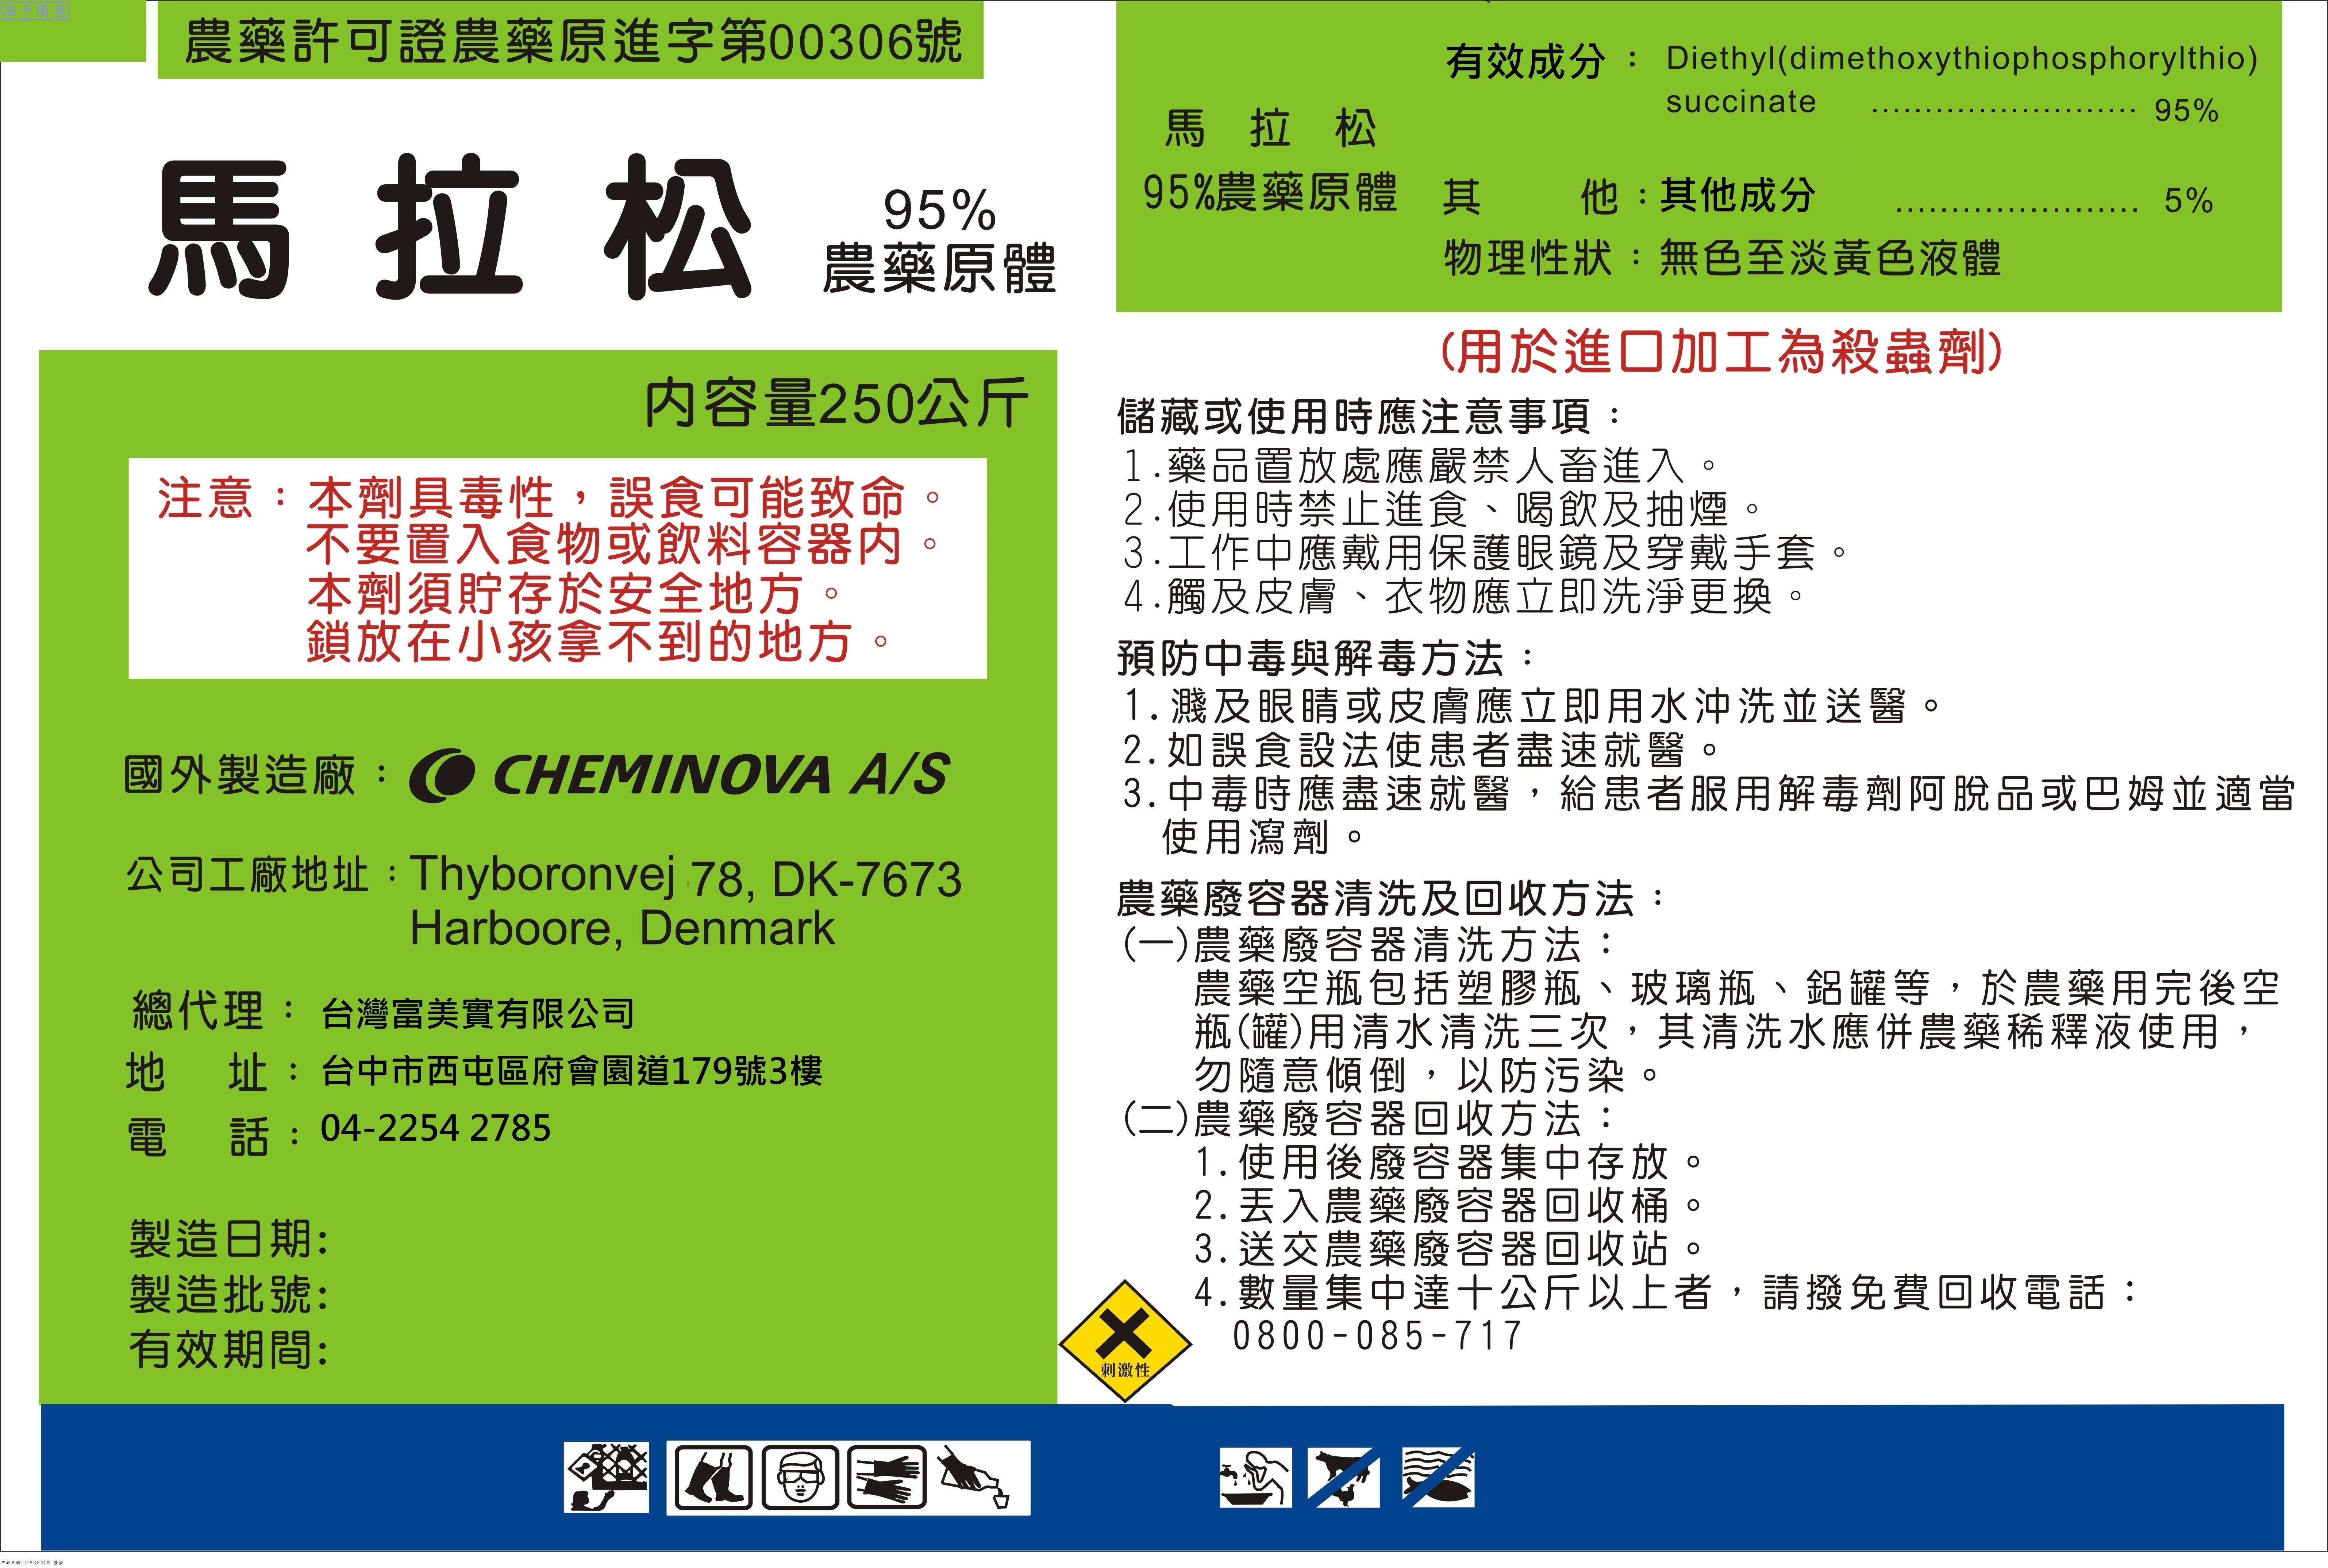 准予備查
農藥許可證農藥原進字第00306號
馬拉松
95%
農藥原體
內容量250公斤
注意：本劑具毒性，誤食可能致命。
不要置入食物或飲料容器內。
本劑須貯存於安全地方。
鎖放在小孩拿不到的地方。
國外製造廠：CHEMINOVA A/S
公司工廠地址：Thyboronvej 78, DK-7673
Harboore, Denmark
總代理：台灣富美實有限公司
地 址：台中市西屯區府會園道179號3樓
電 話：04-2254 2785
製造日期:
製造批號:
有效期間:
馬 拉 松
95%農藥原體
有效成分：Diethyl(dimethoxythiophosphorylthio)
succinate ......................... 95%
其 他：其他成分 ...................... 5%
物理性狀：無色至淡黃色液體
(用於進口加工為殺蟲劑)
儲藏或使用時應注意事項：
1.藥品置放處應嚴禁人畜進入。
2.使用時禁止進食、喝飲及抽煙。
3.工作中應戴用保護眼鏡及穿戴手套。
4.觸及皮膚、衣物應立即洗淨更換。
預防中毒與解毒方法：
1.濺及眼睛或皮膚應立即用水沖洗並送醫。
2.如誤食設法使患者盡速就醫。
3.中毒時應盡速就醫，給患者服用解毒劑阿脫品或巴姆並適當
使用瀉劑。
農藥廢容器清洗及回收方法：
(一)農藥廢容器清洗方法：
農藥空瓶包括塑膠瓶、玻璃瓶、鋁罐等，於農藥用完後空
瓶(罐)用清水清洗三次，其清洗水應併農藥稀釋液使用，
勿隨意傾倒，以防污染。
(二)農藥廢容器回收方法：
1.使用後廢容器集中存放。
2.丟入農藥廢容器回收桶。
3.送交農藥廢容器回收站。
4.數量集中達十公斤以上者，請撥免費回收電話：
0800-085-717
刺激性